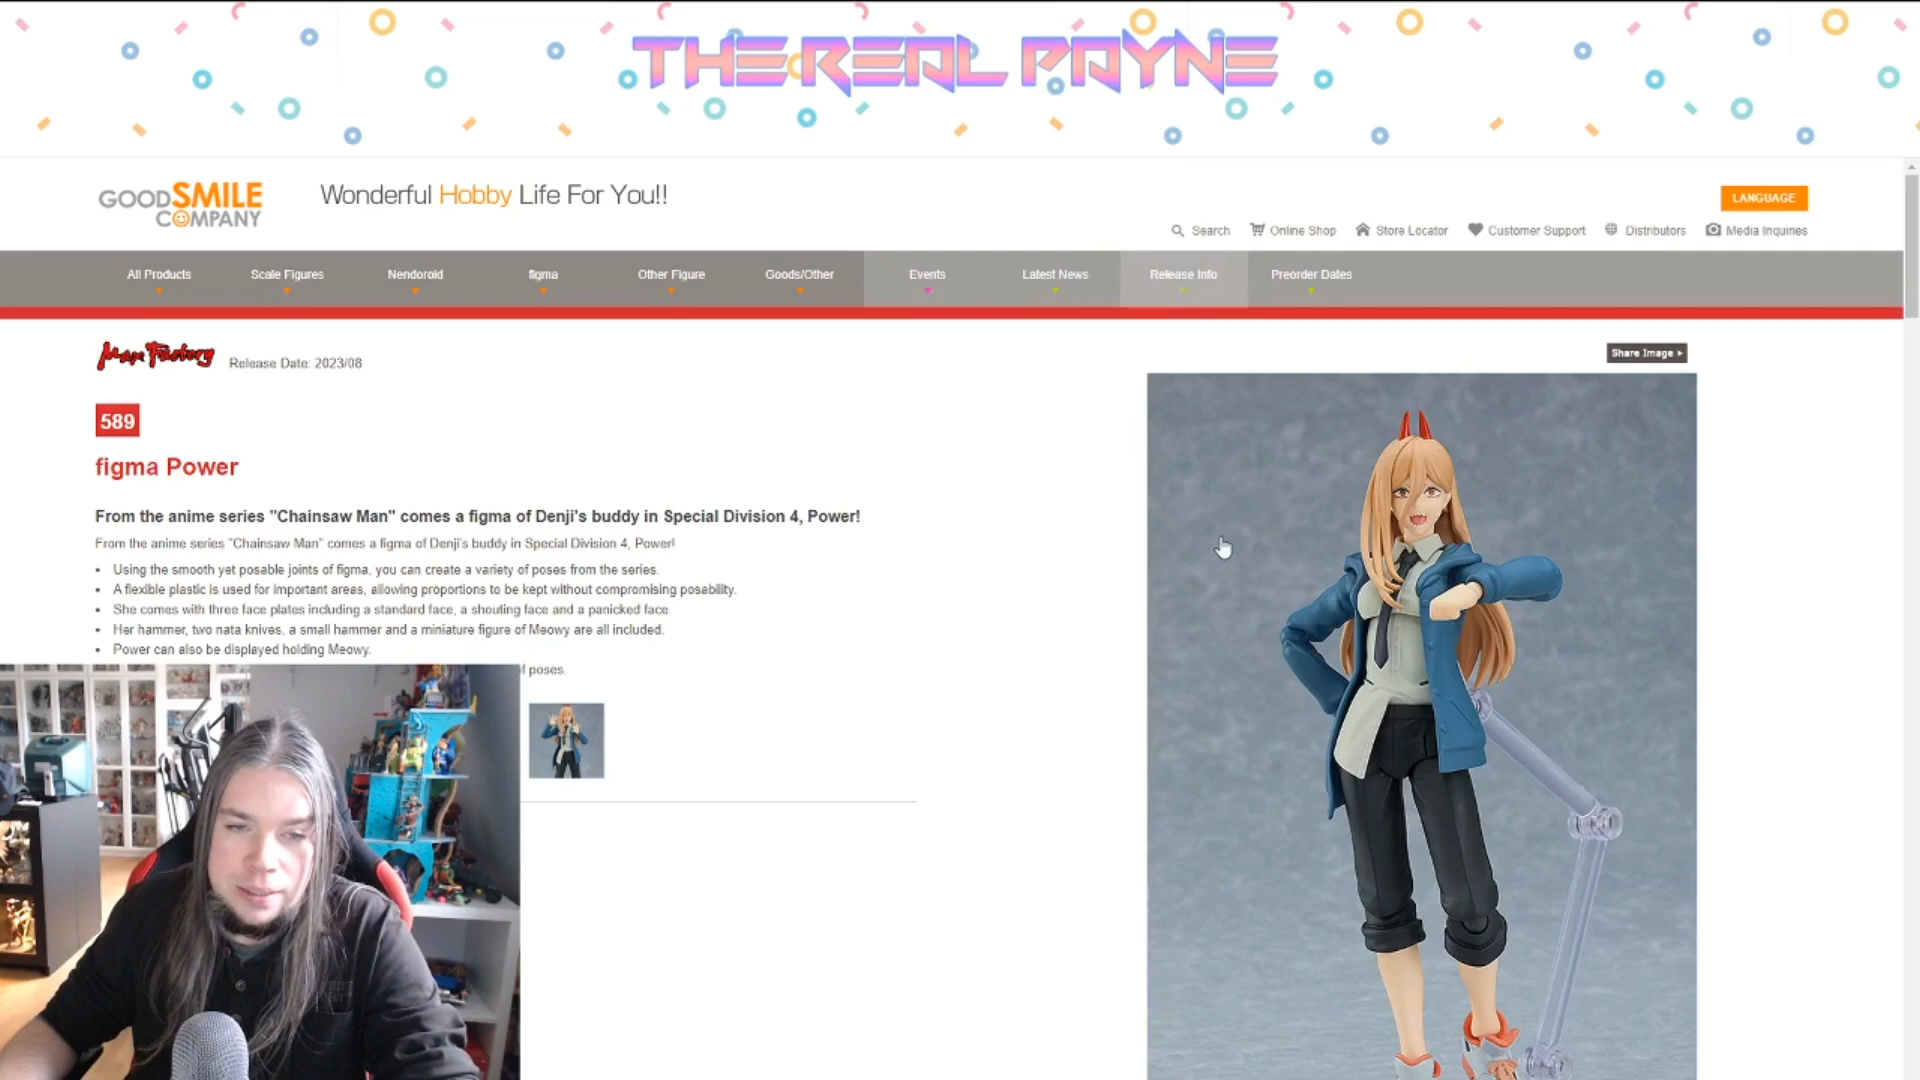 THE REAL PAYNE
GOODSMILE COMPANY
Wonderful Hobby Life For You!!
LANGUAGE
Search Online Shop Store Locator Customer Support Distributors Media Inquiries
All Products Scale Figures Nendoroid figma Other Figure Goods/Other Events Latest News Release Info Preorder Dates
Max Factory Release Date: 2023/08
Share Image
589
figma Power
From the anime series "Chainsaw Man" comes a figma of Denji's buddy in Special Division 4, Power!
From the anime series "Chainsaw Man" comes a figma of Denji's buddy in Special Division 4, Power!
• Using the smooth yet posable joints of figma, you can create a variety of poses from the series.
• A flexible plastic is used for important areas, allowing proportions to be kept without compromising posability.
• She comes with three face plates including a standard face, a shouting face and a panicked face
• Her hammer, two nata knives, a small hammer and a miniature figure of Meowy are all included.
• Power can also be displayed holding Meowy.
of poses.